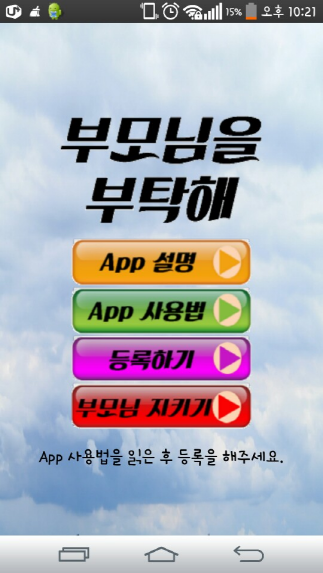 15% 오후 10:21
부모님을
부탁해
App 설명
App 사용법
등록하기
부모님 지키기
App 사용법을 읽은 후 등록을 해주세요.